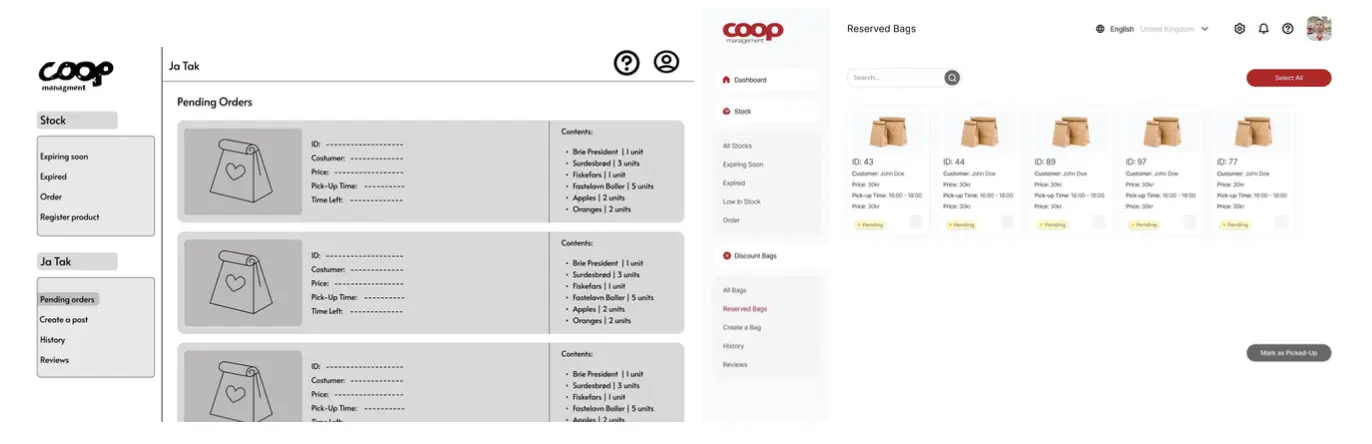 COOP
managment
Stock
Expiring soon
Expired
Order
Register product
Ja Tak
Pending orders
Create a post
History
Reviews
Ja Tak
Pending Orders
ID:
Costumer:
Price:
Pick-Up Time:
Time Left:
Contents:
• Brie President | 1 unit
• Surdesbrød | 3 units
• Fiskefars | 1 unit
• Fastelavn Boller | 5 units
• Apples | 2 units
• Oranges | 2 units
ID:
Costumer:
Price:
Pick-Up Time:
Time Left:
Contents:
• Brie President | 1 unit
• Surdesbrød | 3 units
• Fiskefars | 1 unit
• Fastelavn Boller | 5 units
• Apples | 2 units
• Oranges | 2 units
ID:
Costumer:
Price:
Pick-Up Time:
Time Left:
Contents:
• Brie President | 1 unit
• Surdesbrød | 3 units
• Fiskefars | 1 unit
• Fastelavn Boller | 5 units
• Apples | 2 units
coop
management
Dashboard
Stock
All Stocks
Expiring Soon
Expired
Low In Stock
Order
Discount Bags
All Bags
Reserved Bags
Create a Bag
History
Reviews
Reserved Bags
English United Kingdom
Search...
Select All
ID: 43
Customer: John Doe
Price: 30kr
Pick-up Time: 16:00 - 18:00
Price: 30kr
Pending
ID: 44
Customer: John Doe
Price: 30kr
Pick-up Time: 16:00 - 18:00
Price: 30kr
Pending
ID: 89
Customer: John Doe
Price: 30kr
Pick-up Time: 16:00 - 18:00
Price: 30kr
Pending
ID: 97
Customer: John Doe
Price: 30kr
Pick-up Time: 16:00 - 18:00
Price: 30kr
Pending
ID: 77
Customer: John Doe
Price: 20kr
Pick-up Time: 16:00 - 18:00
Price: 30kr
Pending
Mark as Picked-Up